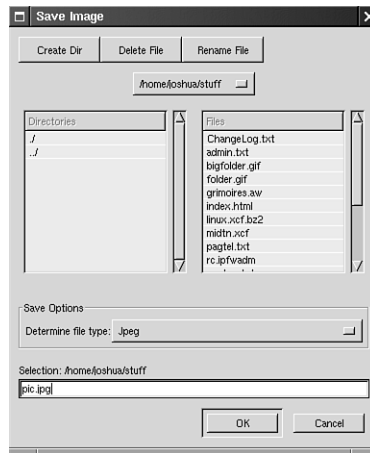 Save Image
Create Dir Delete File Rename File
/home/joshua/stuff
Directories
./
../
Files
ChangeLog.txt
admin.txt
bigfolder.gif
folder.gif
grimoires.aw
index.html
linux.xcf.bz2
midtn.xcf
pagtel.txt
rc.ipfwadm
Save Options
Determine file type: Jpeg
Selection: /home/joshua/stuff
pic.jpg
OK Cancel